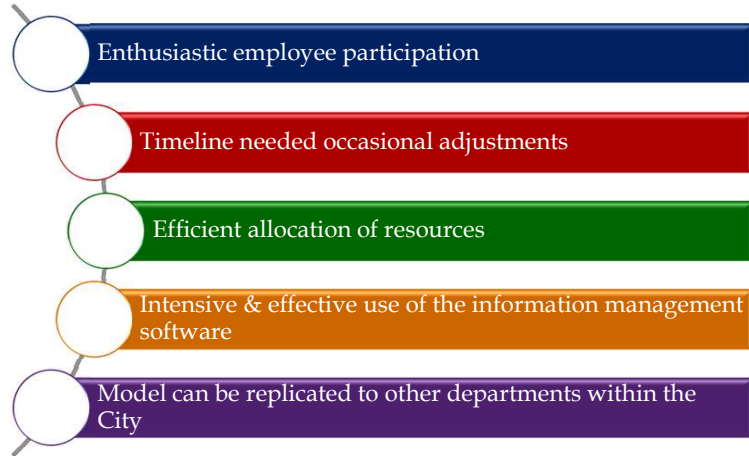 Enthusiastic employee participation
Timeline needed occasional adjustments
Efficient allocation of resources
Intensive & effective use of the information management
software
Model can be replicated to other departments within the
City